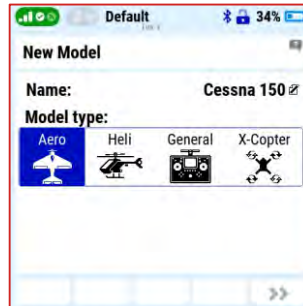 Default 34%
New Model
Name: Cessna 150
Model type:
Aero Heli General X-Copter
>>